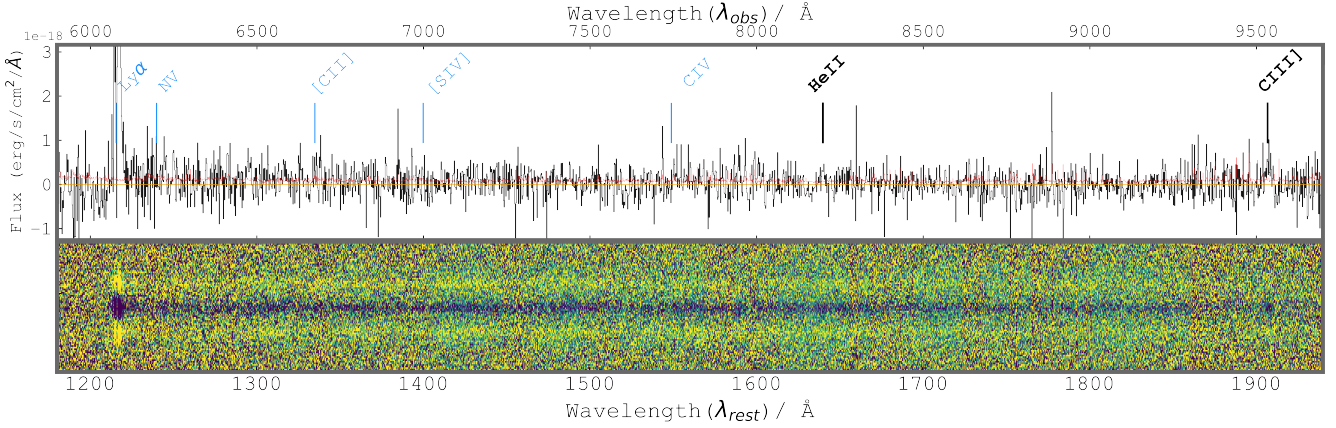 Wavelength(λobs)/ Å
6000 6500 7000 7500 8000 8500 9000 9500
1e-18
3
2
1
0
−1
Flux (erg/s/cm²/Å)
Lyα NV [CII] [SIV] CIV HeII CIII]
1200 1300 1400 1500 1600 1700 1800 1900
Wavelength(λrest)/ Å